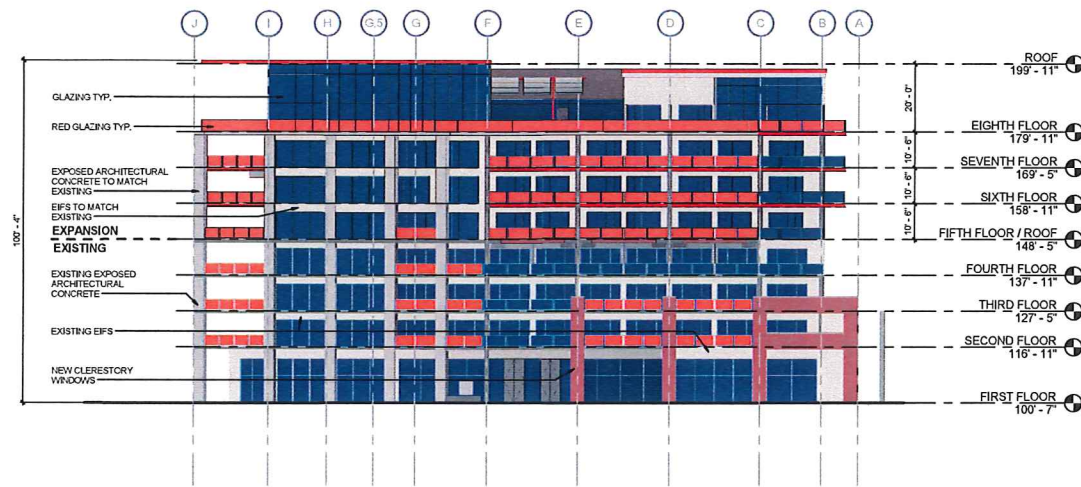 J I H G.5 G F E D C B A
GLAZING TYP.
RED GLAZING TYP.
EXPOSED ARCHITECTURAL
CONCRETE TO MATCH
EXISTING
EIFS TO MATCH
EXISTING
EXPANSION
EXISTING
EXISTING EXPOSED
ARCHITECTURAL
CONCRETE
EXISTING EIFS
NEW CLERESTORY
WINDOWS
100' - 4"
20' - 0"
10' - 6"
10' - 6"
10' - 6"
ROOF
199' - 11"
EIGHTH FLOOR
179' - 11"
SEVENTH FLOOR
169' - 5"
SIXTH FLOOR
158' - 11"
FIFTH FLOOR / ROOF
148' - 5"
FOURTH FLOOR
137' - 11"
THIRD FLOOR
127' - 5"
SECOND FLOOR
116' - 11"
FIRST FLOOR
100' - 7"